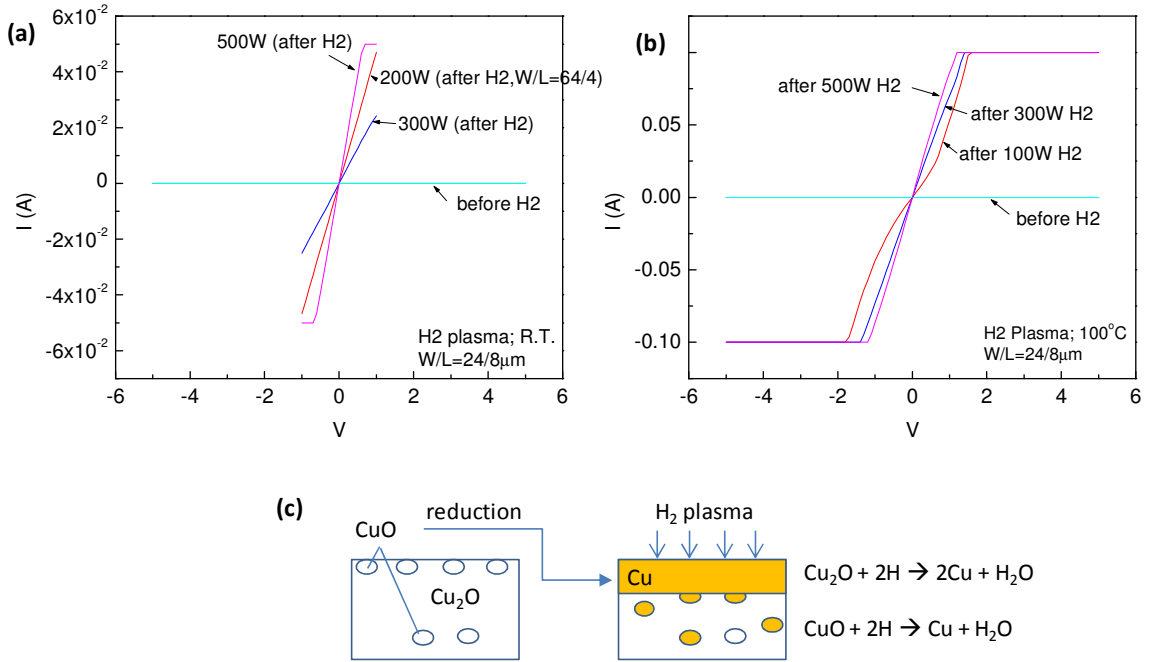 (a)
6x10⁻²
4x10⁻²
2x10⁻²
0
-2x10⁻²
-4x10⁻²
-6x10⁻²
I (A)
500W (after H2)
200W (after H2,W/L=64/4)
300W (after H2)
before H2
H2 plasma; R.T.
W/L=24/8μm
-6 -4 -2 0 2 4 6
V
(b)
0.05
0.00
-0.05
-0.10
I (A)
after 500W H2
after 300W H2
after 100W H2
before H2
H2 Plasma; 100°C
W/L=24/8μm
-6 -4 -2 0 2 4 6
V
(c)
CuO
reduction
Cu₂O
H₂ plasma
Cu
Cu₂O + 2H → 2Cu + H₂O
CuO + 2H → Cu + H₂O